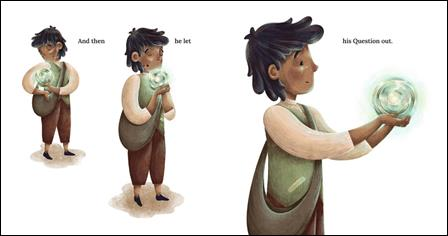 And then he let his Question out.